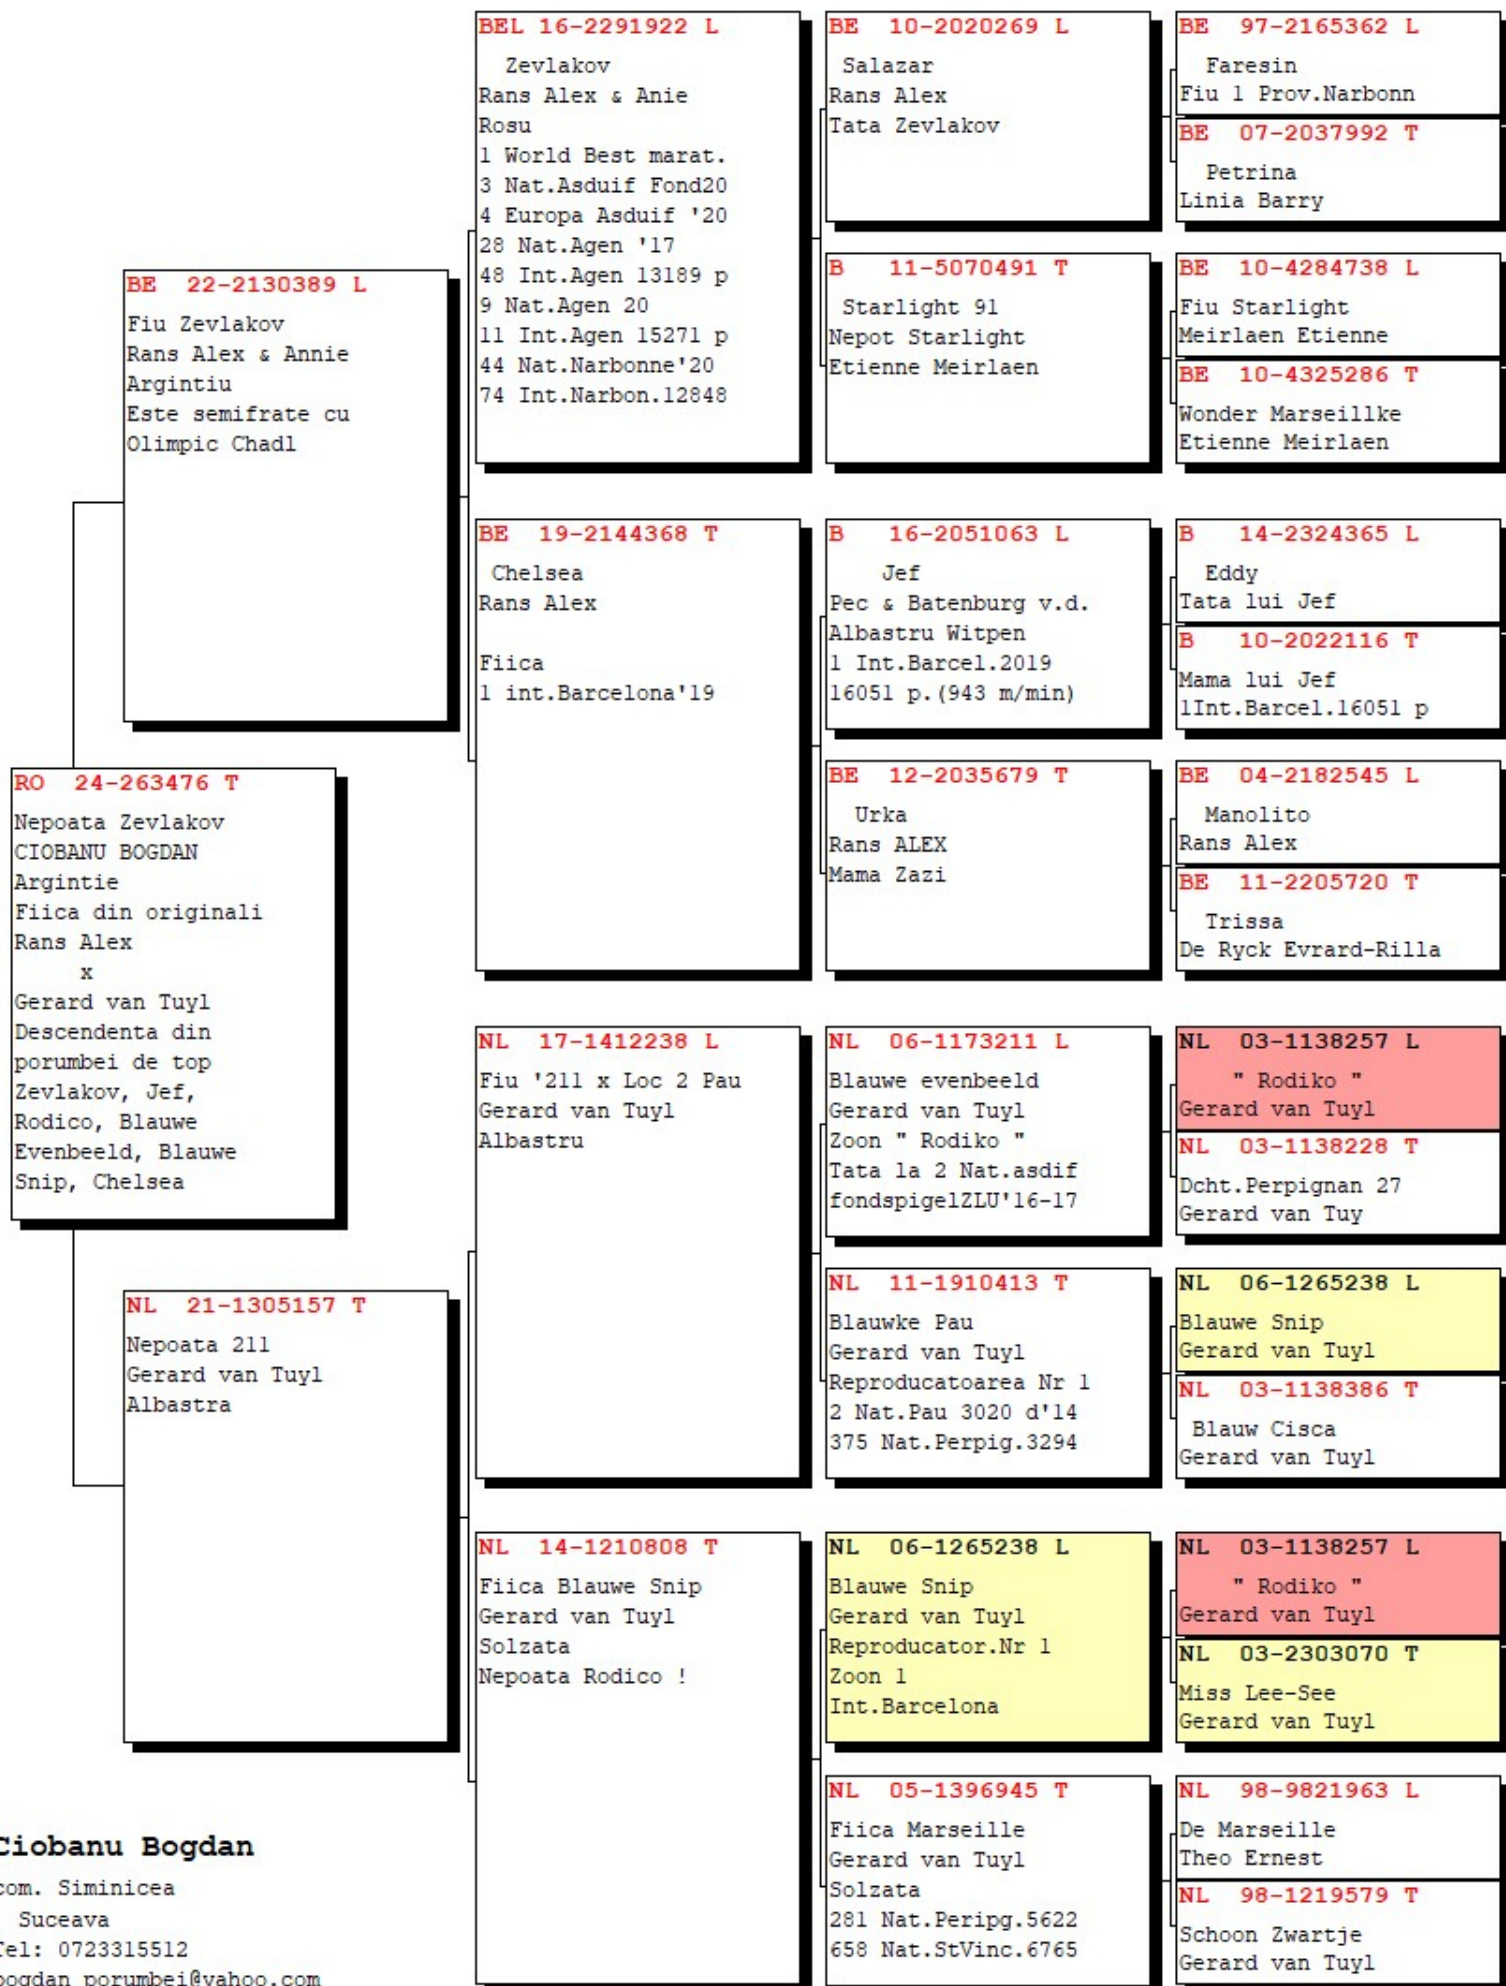 BEL 16-2291922 L
Zevlakov
Rans Alex & Anie
Rosu
1 World Best marat.
3 Nat.Asduif Fond20
4 Europa Asduif '20
28 Nat.Agen '17
48 Int.Agen 13189 p
9 Nat.Agen 20
11 Int.Agen 15271 p
44 Nat.Narbonne'20
74 Int.Narbon.12848
BE 10-2020269 L
Salazar
Rans Alex
Tata Zevlakov
BE 97-2165362 L
Faresin
Fiu 1 Prov.Narbonn
BE 07-2037992 T
Petrina
Linia Barry
B 11-5070491 T
Starlight 91
Nepot Starlight
Etienne Meirlaen
BE 10-4284738 L
Fiu Starlight
Meirlaen Etienne
BE 10-4325286 T
Wonder Marseillke
Etienne Meirlaen
BE 22-2130389 L
Fiu Zevlakov
Rans Alex & Annie
Argintiu
Este semifrate cu
Olimpic Chadl
BE 19-2144368 T
Chelsea
Rans Alex
Fiica
1 int.Barcelona'19
B 16-2051063 L
Jef
Pec & Batenburg v.d.
Albastru Witpen
1 Int.Barcel.2019
16051 p.(943 m/min)
B 14-2324365 L
Eddy
Tata lui Jef
B 10-2022116 T
Mama lui Jef
1Int.Barcel.16051 p
BE 12-2035679 T
Urka
Rans ALEX
Mama Zazi
BE 04-2182545 L
Manolito
Rans Alex
BE 11-2205720 T
Trissa
De Ryck Evrard-Rilla
RO 24-263476 T
Nepoata Zevlakov
CIOBANU BOGDAN
Argintie
Fiica din originali
Rans Alex
x
Gerard van Tuyl
Descendenta din
porumbei de top
Zevlakov, Jef,
Rodico, Blauwe
Evenbeeld, Blauwe
Snip, Chelsea
NL 17-1412238 L
Fiu '211 x Loc 2 Pau
Gerard van Tuyl
Albastru
NL 06-1173211 L
Blauwe evenbeeld
Gerard van Tuyl
Zoon " Rodiko "
Tata la 2 Nat.asdif
fondspigelZLU'16-17
NL 03-1138257 L
" Rodiko "
Gerard van Tuyl
NL 03-1138228 T
Dcht.Perpignan 27
Gerard van Tuy
NL 11-1910413 T
Blauwke Pau
Gerard van Tuyl
Reproducatoarea Nr 1
2 Nat.Pau 3020 d'14
375 Nat.Perpig.3294
NL 06-1265238 L
Blauwe Snip
Gerard van Tuyl
NL 03-1138386 T
Blauw Cisca
Gerard van Tuyl
NL 21-1305157 T
Nepoata 211
Gerard van Tuyl
Albastra
NL 14-1210808 T
Fiica Blauwe Snip
Gerard van Tuyl
Solzata
Nepoata Rodico !
NL 06-1265238 L
Blauwe Snip
Gerard van Tuyl
Reproducator.Nr 1
Zoon 1
Int.Barcelona
NL 03-1138257 L
" Rodiko "
Gerard van Tuyl
NL 03-2303070 T
Miss Lee-See
Gerard van Tuyl
NL 05-1396945 T
Fiica Marseille
Gerard van Tuyl
Solzata
281 Nat.Peripg.5622
658 Nat.StVinc.6765
NL 98-9821963 L
De Marseille
Theo Ernest
NL 98-1219579 T
Schoon Zwartje
Gerard van Tuyl
Ciobanu Bogdan
com. Siminicea
Suceava
Tel: 0723315512
bogdan_porumbei@yahoo.com